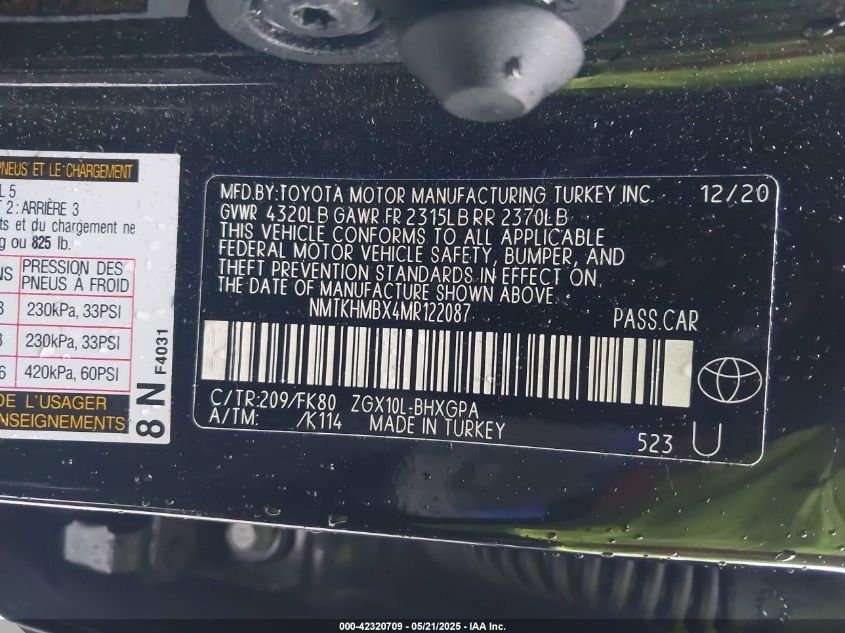 PNEUS ET LE CHARGEMENT
L 5
2 : ARRIÈRE 3
ts et du chargement ne
g ou 825 lb.
PRESSION DES
PNEUS À FROID
230kPa, 33PSI
230kPa, 33PSI
420kPa, 60PSI
DE L'USAGER
8 N F4031
MFD.BY:TOYOTA MOTOR MANUFACTURING TURKEY INC. 12/20
GVWR 4320LB GAWR FR 2315LB RR 2370LB
THIS VEHICLE CONFORMS TO ALL APPLICABLE
FEDERAL MOTOR VEHICLE SAFETY, BUMPER, AND
THEFT PREVENTION STANDARDS IN EFFECT ON
THE DATE OF MANUFACTURE SHOWN ABOVE.
NMTKHMBX4MR122087 PASS.CAR
C/TR:209/FK80 ZGX10L-BHXGPA
A/TM: /K114 MADE IN TURKEY
523 U
000-42320709 - 05/21/2025 - IAA Inc.